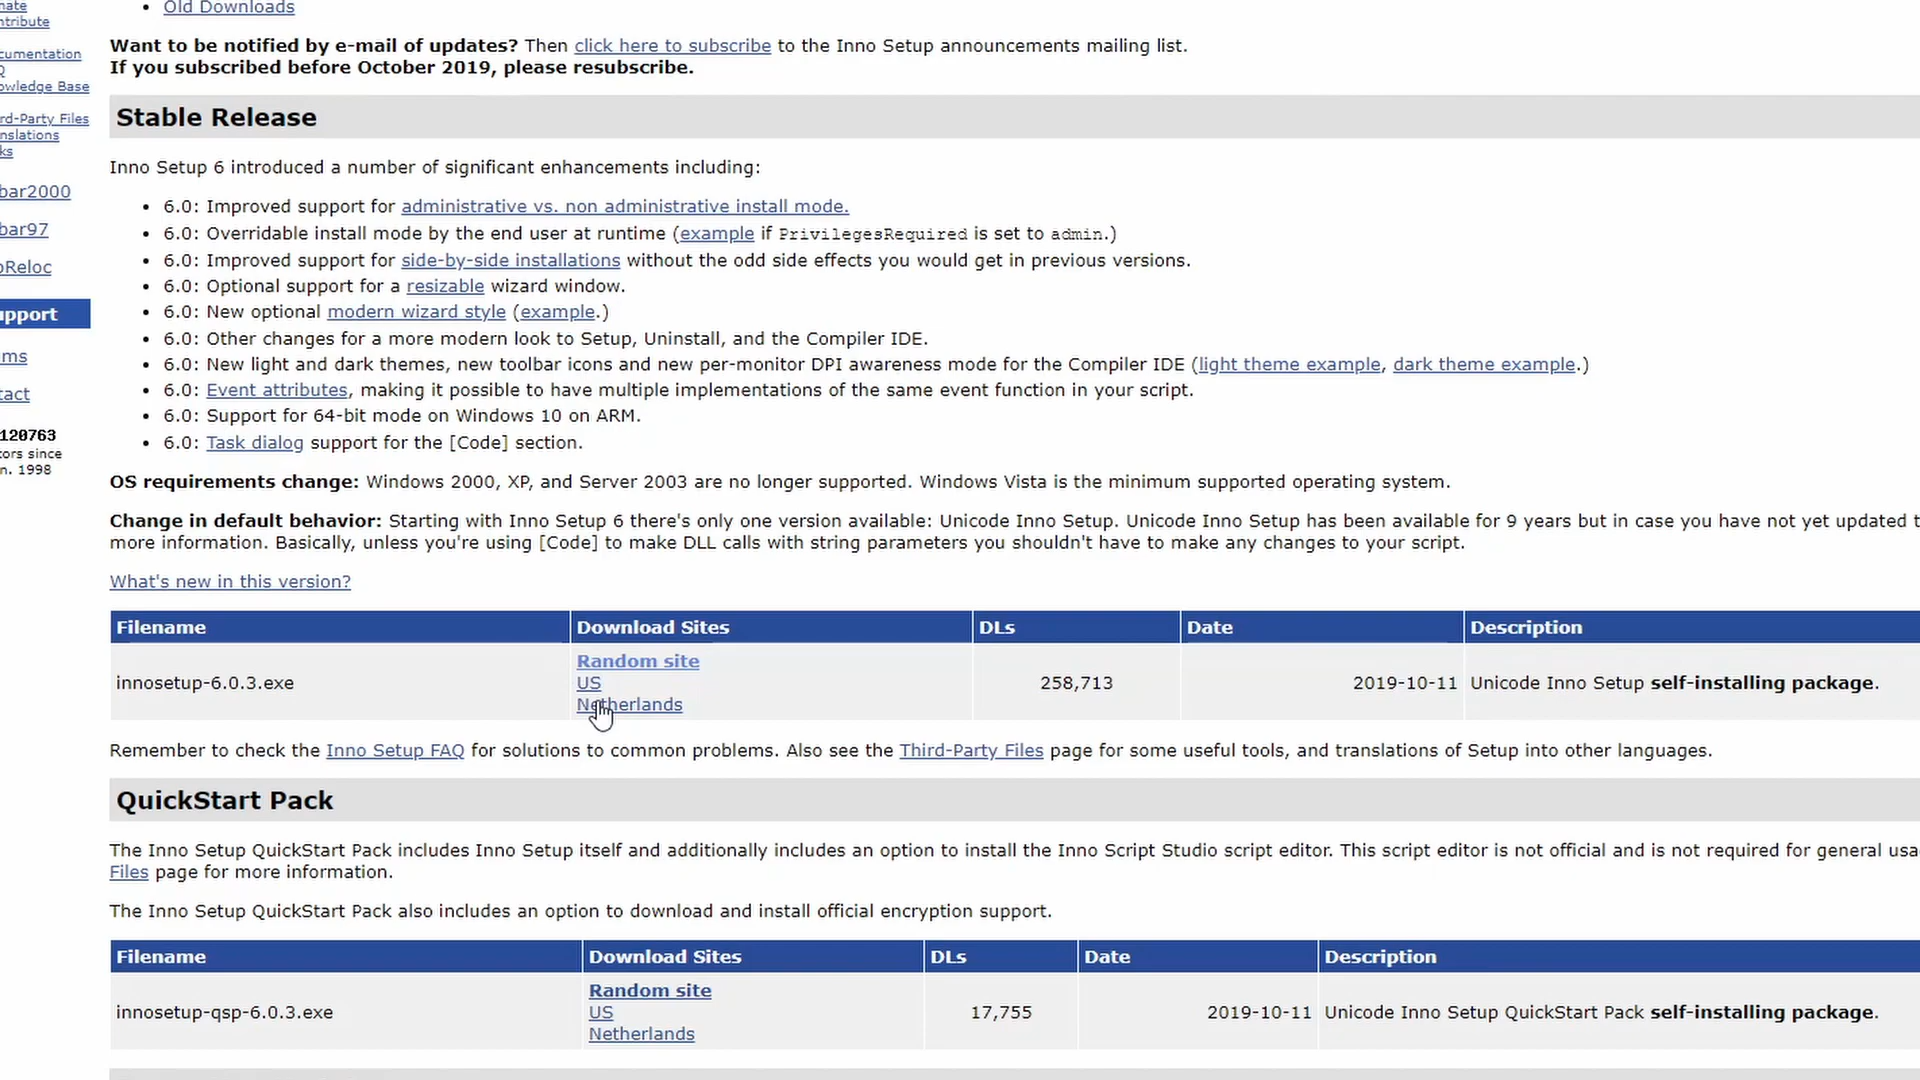 Old Downloads
Want to be notified by e-mail of updates? Then click here to subscribe to the Inno Setup announcements mailing list.
If you subscribed before October 2019, please resubscribe.
Stable Release
Inno Setup 6 introduced a number of significant enhancements including:
• 6.0: Improved support for administrative vs. non administrative install mode.
• 6.0: Overridable install mode by the end user at runtime (example if PrivilegesRequired is set to admin.)
• 6.0: Improved support for side-by-side installations without the odd side effects you would get in previous versions.
• 6.0: Optional support for a resizable wizard window.
• 6.0: New optional modern wizard style (example.)
• 6.0: Other changes for a more modern look to Setup, Uninstall, and the Compiler IDE.
• 6.0: New light and dark themes, new toolbar icons and new per-monitor DPI awareness mode for the Compiler IDE (light theme example, dark theme example.)
• 6.0: Event attributes, making it possible to have multiple implementations of the same event function in your script.
• 6.0: Support for 64-bit mode on Windows 10 on ARM.
• 6.0: Task dialog support for the [Code] section.
OS requirements change: Windows 2000, XP, and Server 2003 are no longer supported. Windows Vista is the minimum supported operating system.
Change in default behavior: Starting with Inno Setup 6 there's only one version available: Unicode Inno Setup. Unicode Inno Setup has been available for 9 years but in case you have not yet updated t
more information. Basically, unless you're using [Code] to make DLL calls with string parameters you shouldn't have to make any changes to your script.
What's new in this version?
Filename Download Sites DLs Date Description
innosetup-6.0.3.exe
Random site
US
Netherlands
258,713
2019-10-11
Unicode Inno Setup self-installing package.
Remember to check the Inno Setup FAQ for solutions to common problems. Also see the Third-Party Files page for some useful tools, and translations of Setup into other languages.
QuickStart Pack
The Inno Setup QuickStart Pack includes Inno Setup itself and additionally includes an option to install the Inno Script Studio script editor. This script editor is not official and is not required for general usa
Files page for more information.
The Inno Setup QuickStart Pack also includes an option to download and install official encryption support.
Filename Download Sites DLs Date Description
innosetup-qsp-6.0.3.exe
Random site
US
Netherlands
17,755
2019-10-11
Unicode Inno Setup QuickStart Pack self-installing package.
nate
ntribute
cumentation
Q
owledge Base
rd-Party Files
nslations
ks
bar2000
bar97
oReloc
upport
ms
tact
120763
tors since
n. 1998